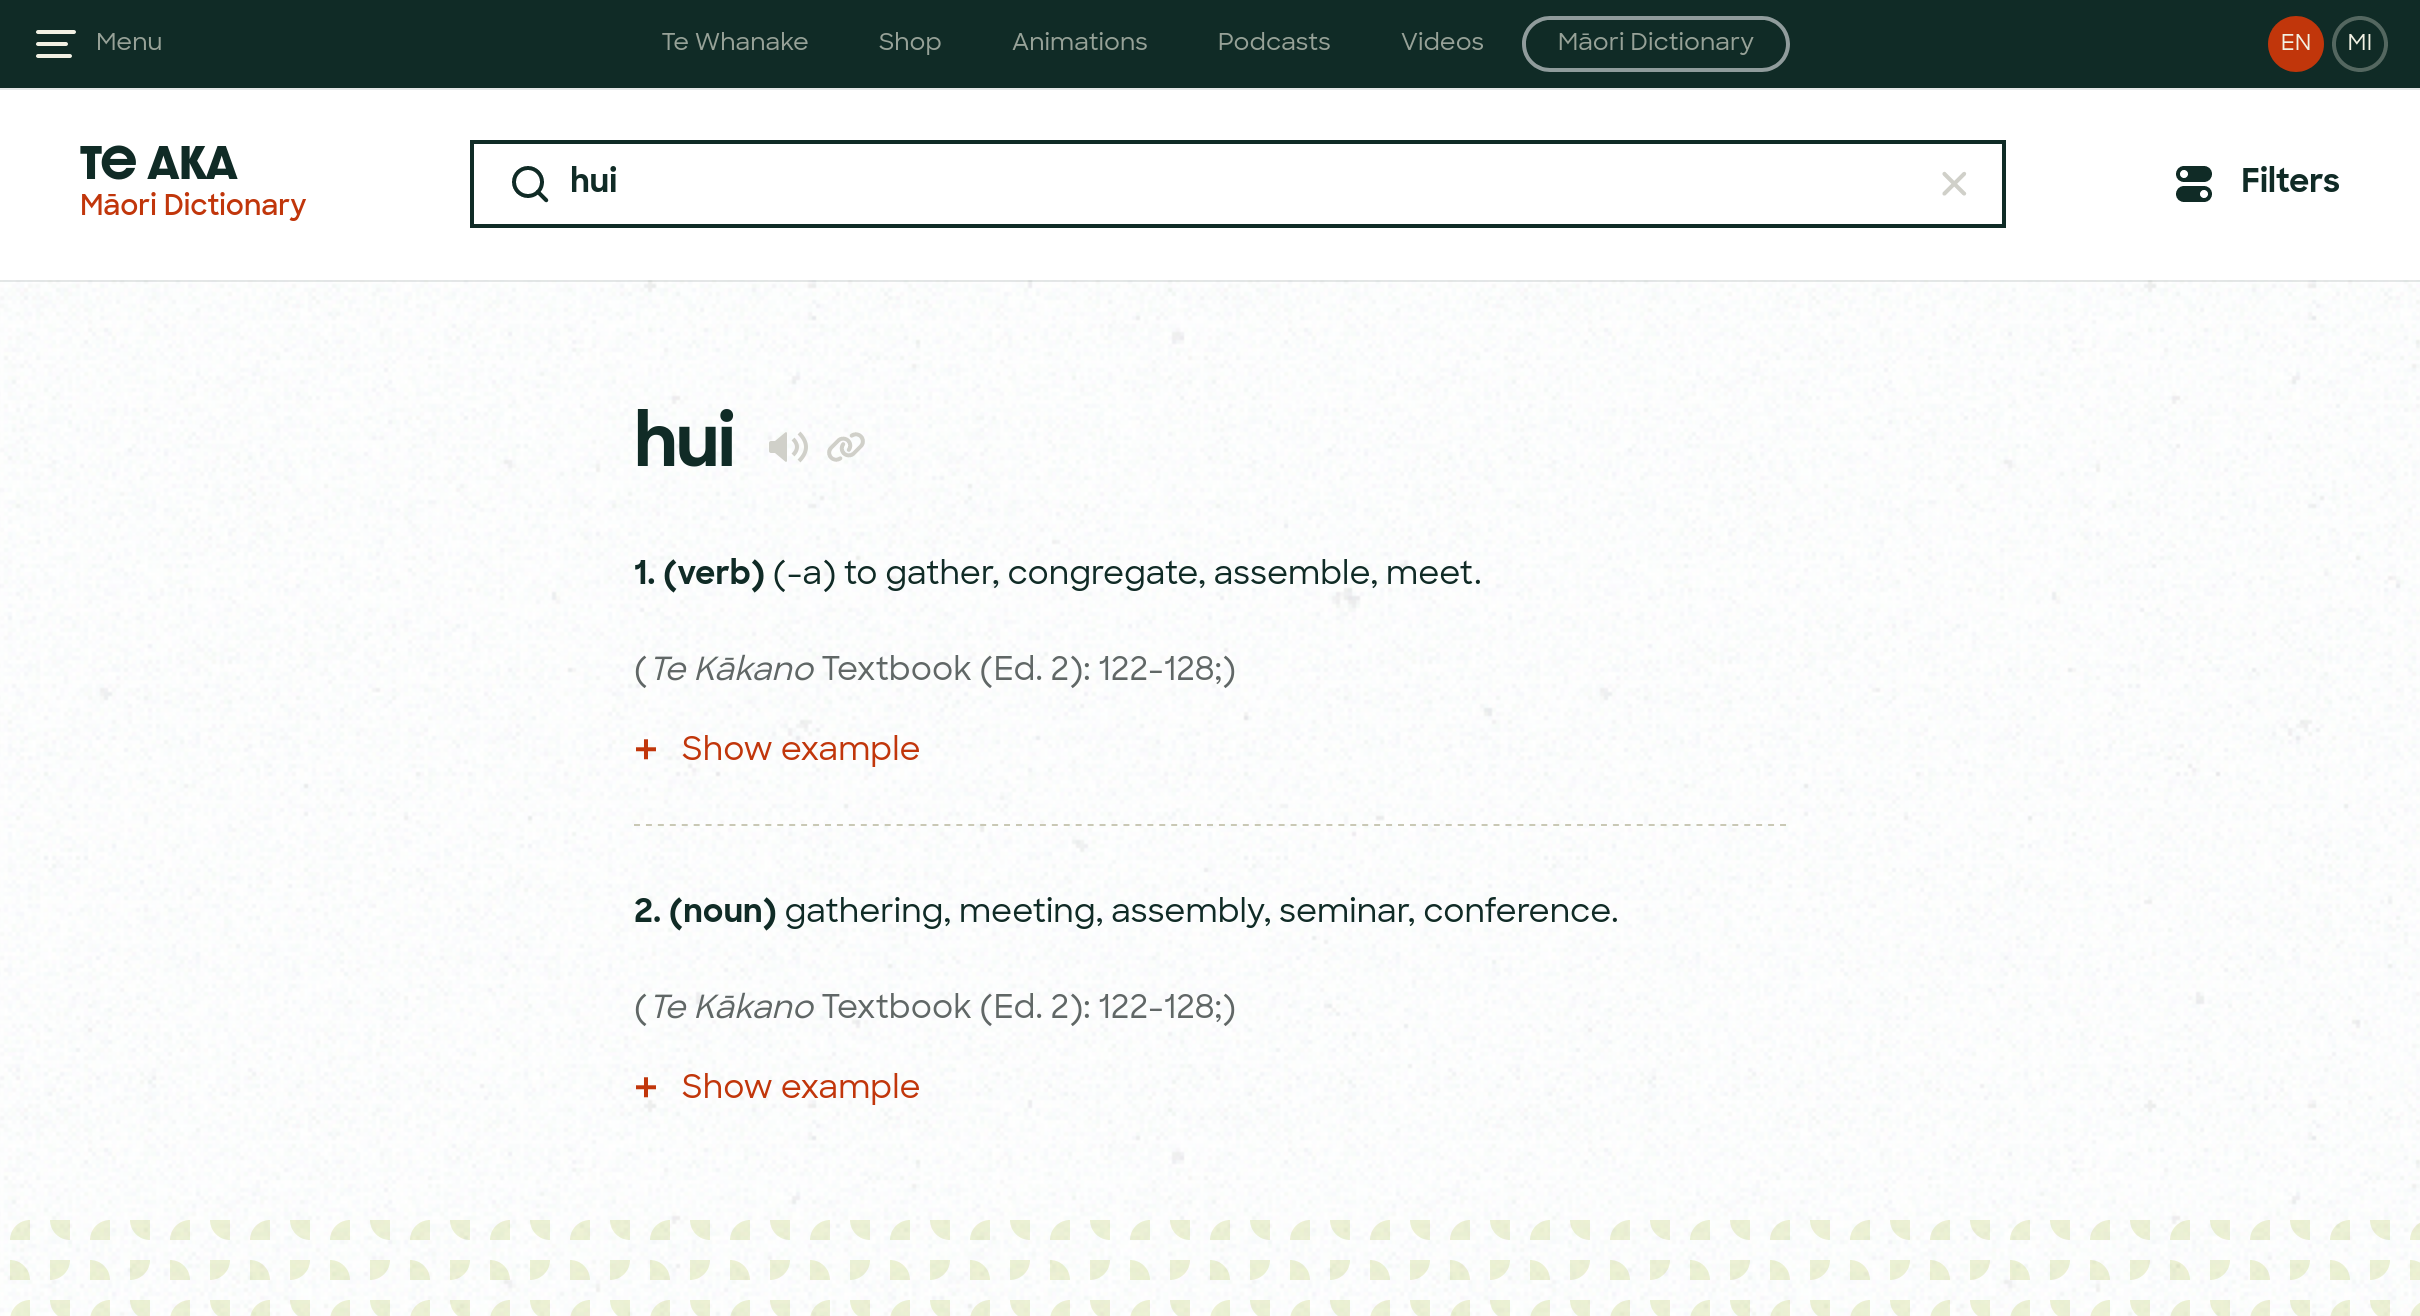 Menu
Te Whanake
Shop
Animations
Podcasts
Videos
Māori Dictionary
EN
MI
Te AKA
Māori Dictionary
hui
Filters
hui
1. (verb) (-a) to gather, congregate, assemble, meet.
(Te Kākano Textbook (Ed. 2): 122-128;)
+ Show example
2. (noun) gathering, meeting, assembly, seminar, conference.
(Te Kākano Textbook (Ed. 2): 122-128;)
+ Show example